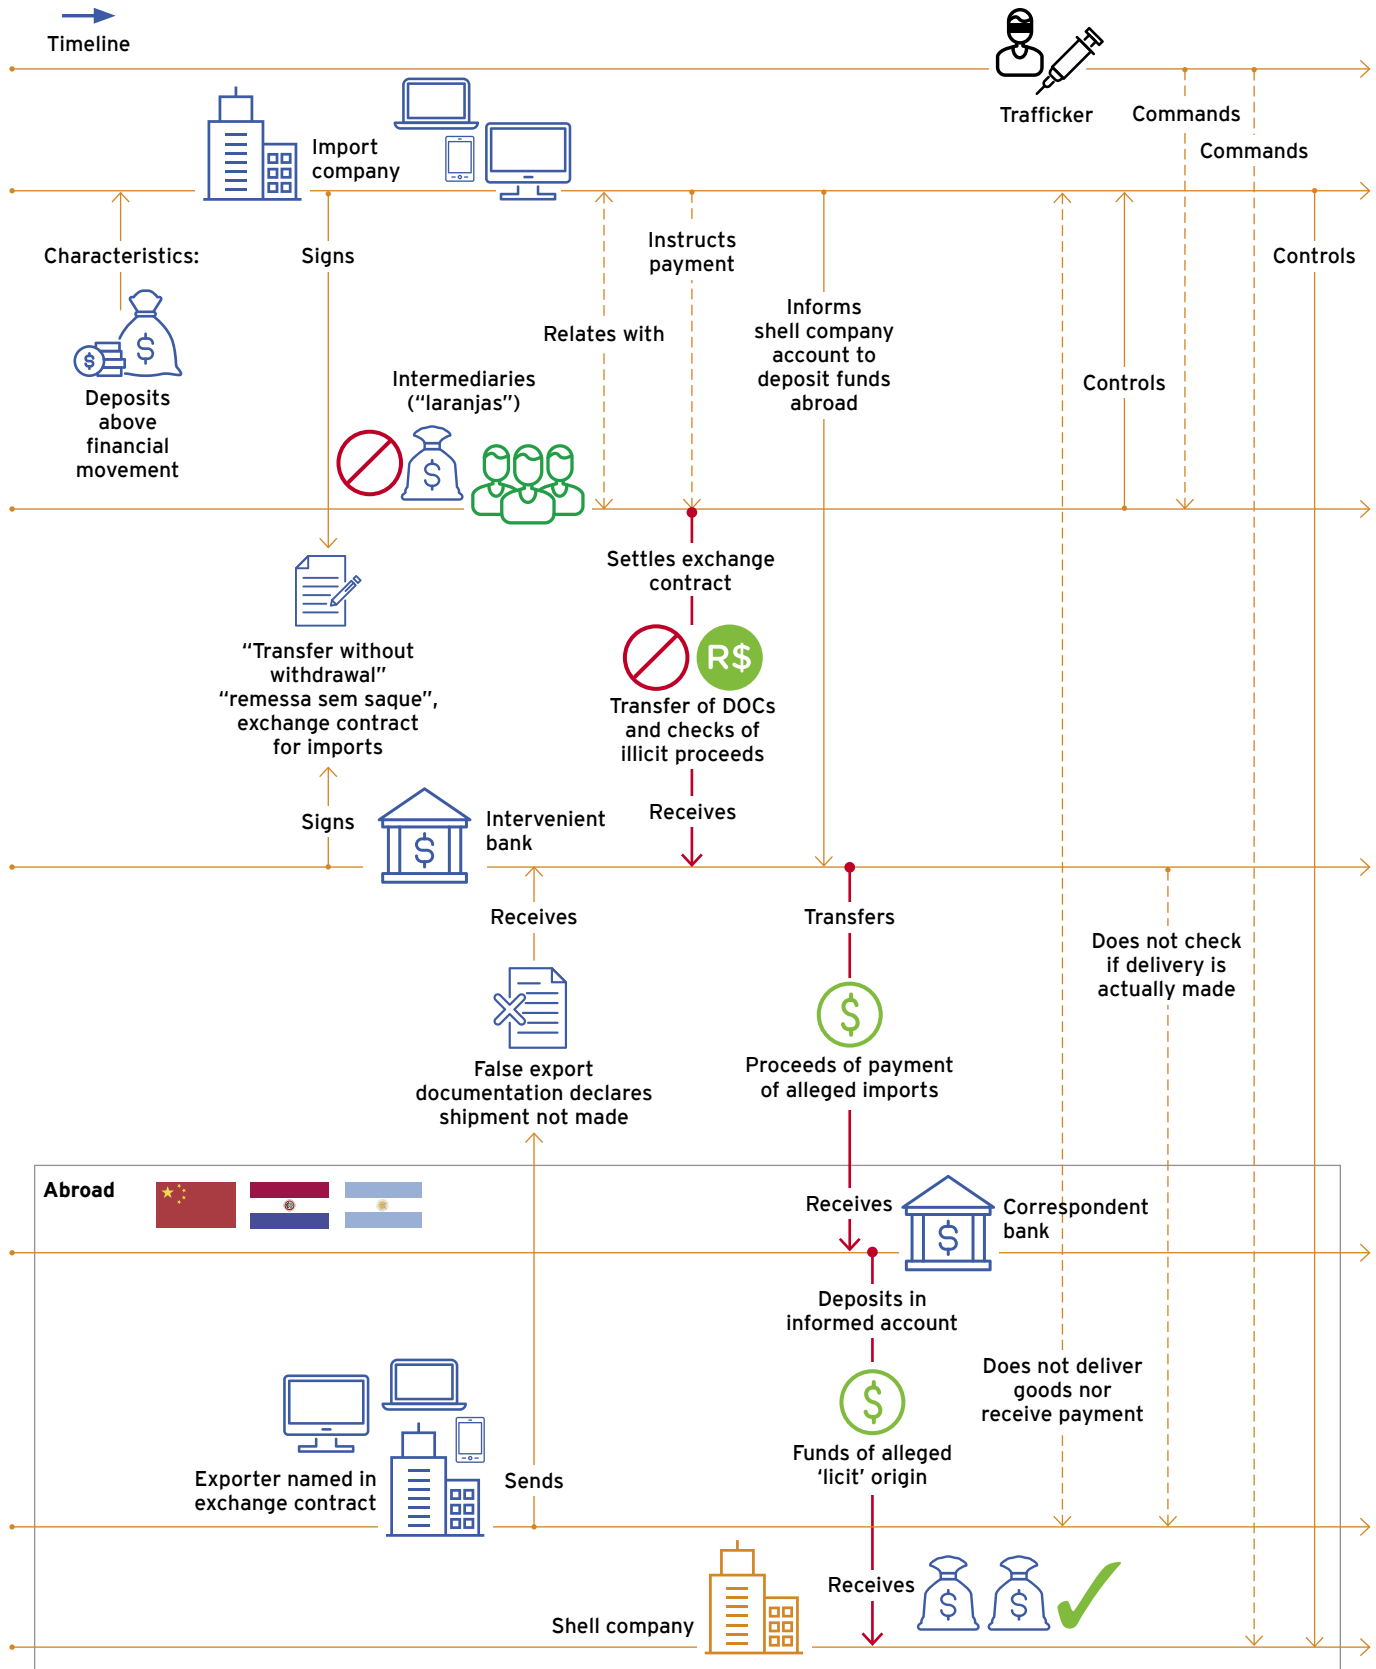 Timeline
Trafficker
Commands
Commands
Import
company
Characteristics:
Signs
Instructs
payment
Controls
Relates with
Informs
shell company
account to
deposit funds
abroad
Controls
Deposits
above
financial
movement
Intermediaries
(“laranjas”)
Settles exchange
contract
“Transfer without
withdrawal”
“remessa sem saque”,
exchange contract
for imports
R$
Transfer of DOCs
and checks of
illicit proceeds
Signs
Intervenient
bank
Receives
Receives
Transfers
Does not check
if delivery is
actually made
False export
documentation declares
shipment not made
Proceeds of payment
of alleged imports
Abroad
Receives
Correspondent
bank
Deposits in
informed account
Does not deliver
goods nor
receive payment
Exporter named in
exchange contract
Sends
Funds of alleged
‘licit’ origin
Receives
Shell company